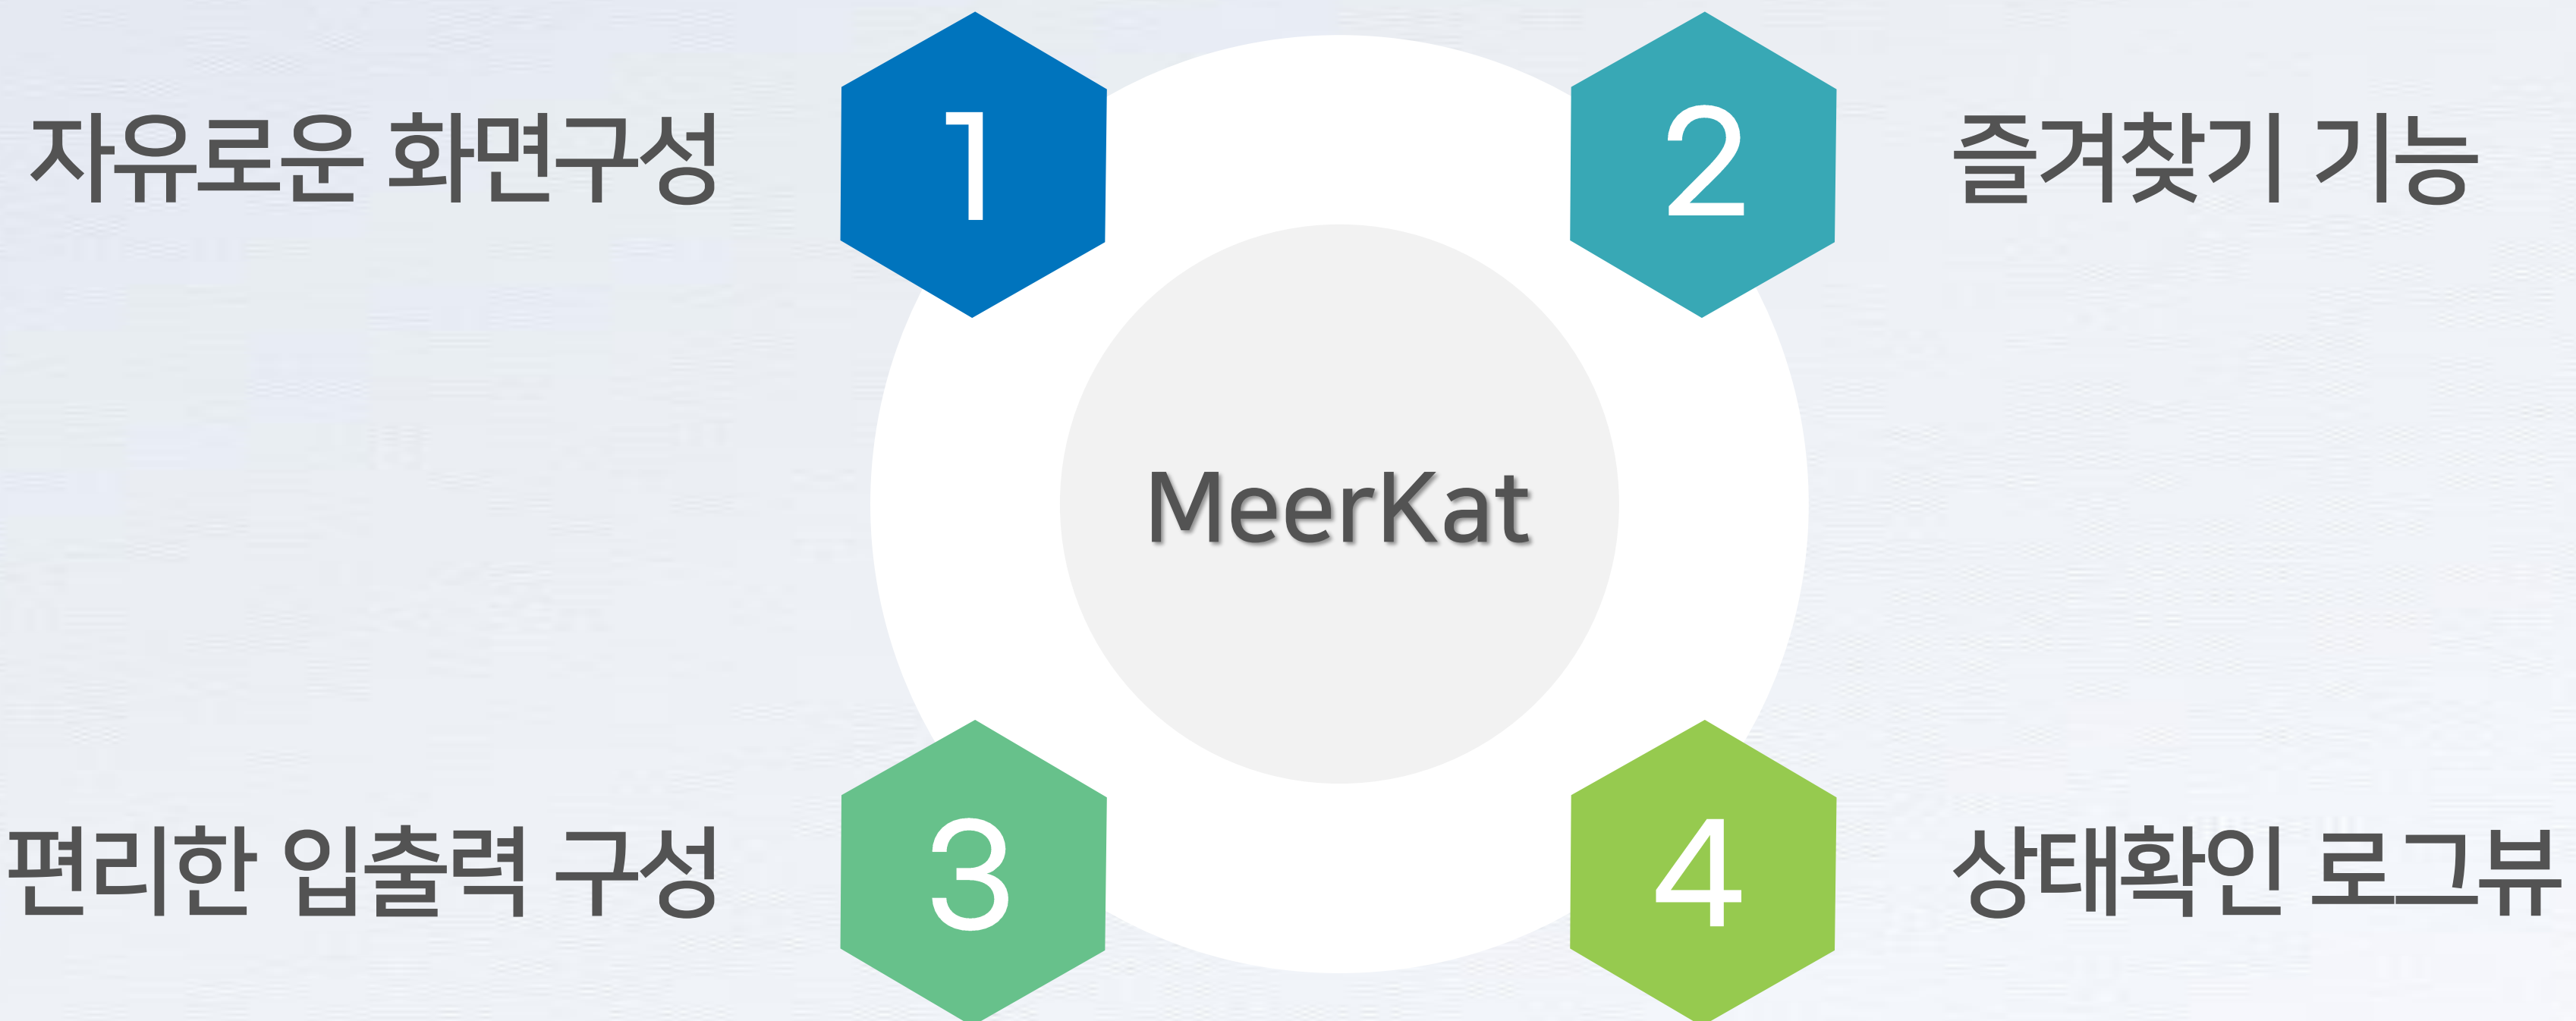 자유로운 화면구성
1
2
즐겨찾기 기능
MeerKat
편리한 입출력 구성
3
4
상태확인 로그뷰